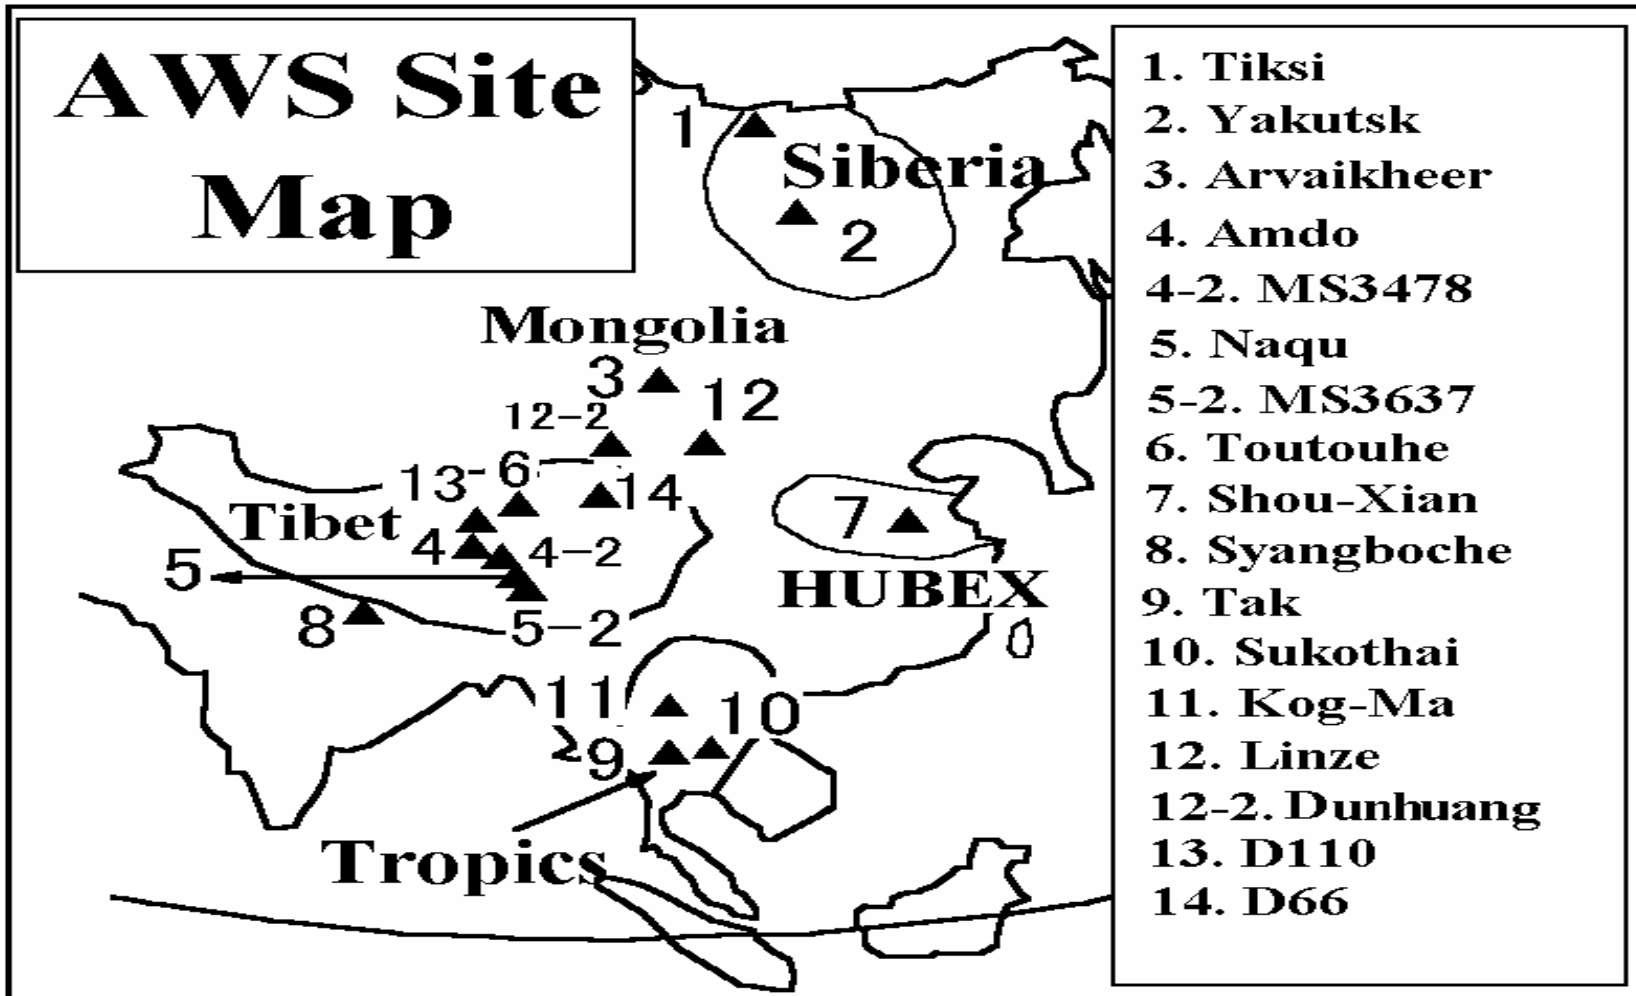 AWS Site
Map
1
Siberia
2
Mongolia
3
12
12-2
13
6
14
Tibet
4
4-2
7
5
HUBEX
8
5-2
11
10
9
Tropics
1. Tiksi
2. Yakutsk
3. Arvaikheer
4. Amdo
4-2. MS3478
5. Naqu
5-2. MS3637
6. Toutouhe
7. Shou-Xian
8. Syangboche
9. Tak
10. Sukothai
11. Kog-Ma
12. Linze
12-2. Dunhuang
13. D110
14. D66